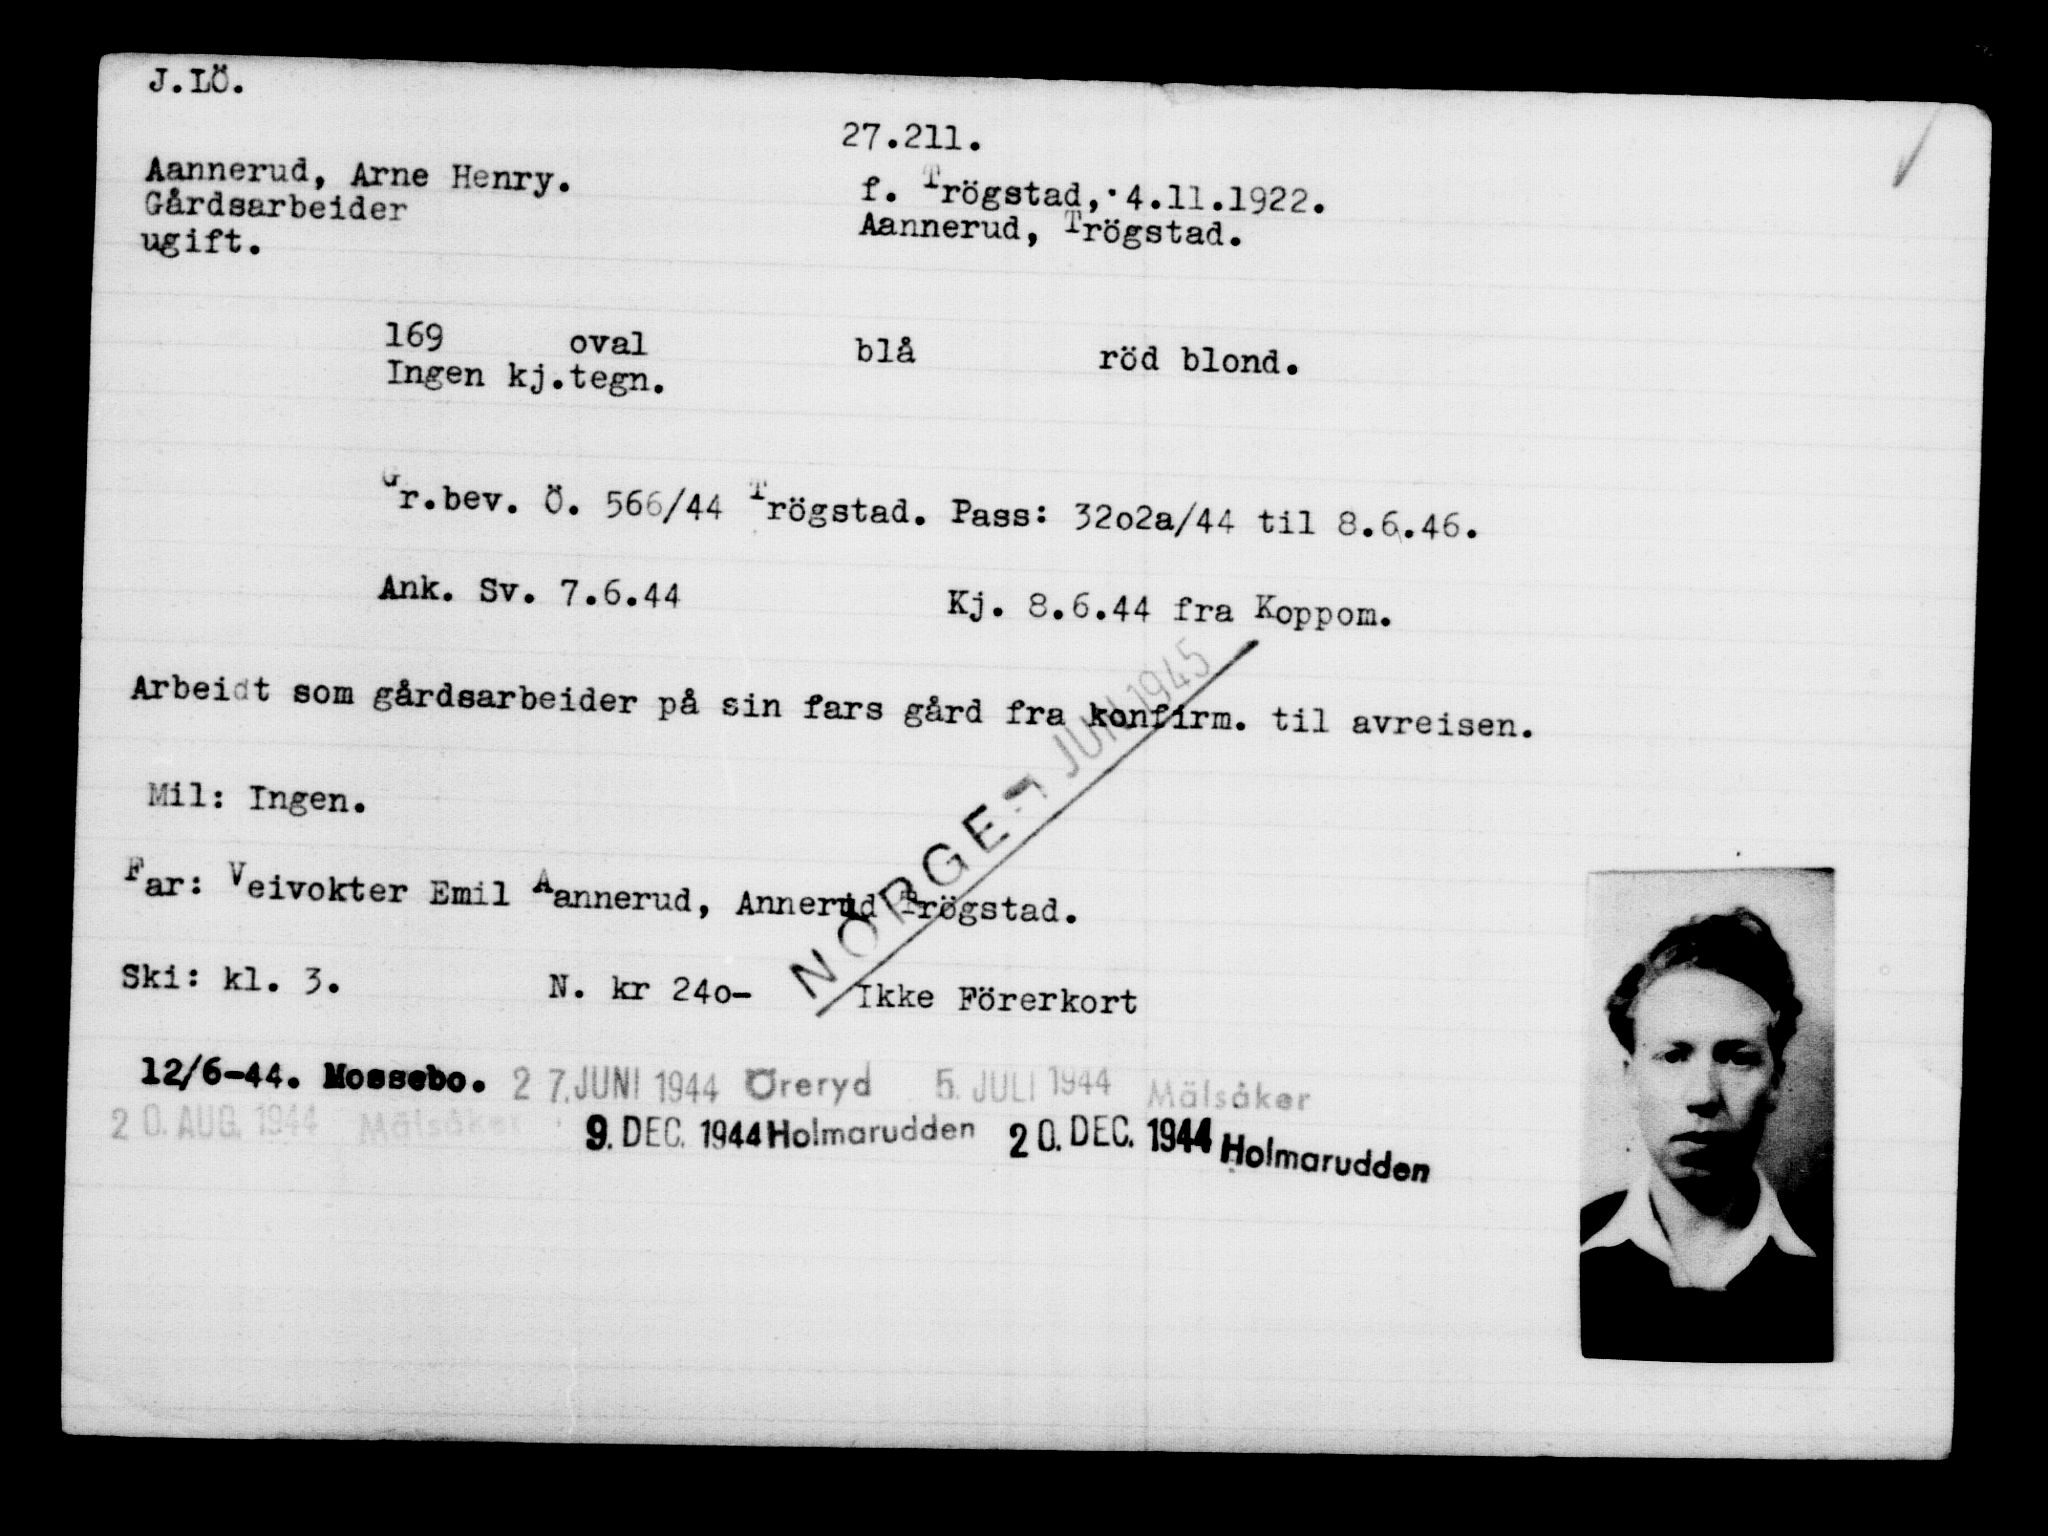 J.LÖ.
27.211.
Aannerud, Arne Henry.
f. Trögstad, 4.11.1922.
Gårdsarbeider
Aannerud, Trögstad.
ugift.
169 oval blå röd blond.
Ingen kj.tegn.
Gr.bev. Ö. 566/44 Trögstad. Pass: 32o2a/44 til 8.6.46.
Ank. Sv. 7.6.44 Kj. 8.6.44 fra Koppom.
Arbeidt som gårdsarbeider på sin fars gård fra konfirm. til avreisen.
NORGE JUNI 1945
Mil: Ingen.
Far: Veivokter Emil Aannerud, Annerud Trögstad.
Ski: kl. 3. N. kr 24o- Ikke Förerkort
12/6-44. Mossebo. 27. JUNI 1944 Öreryd 5. JULI 1944 Mälsåker
20. AUG. 1944 Mälsåker 9. DEC. 1944 Holmarudden 20. DEC. 1944 Holmarudden